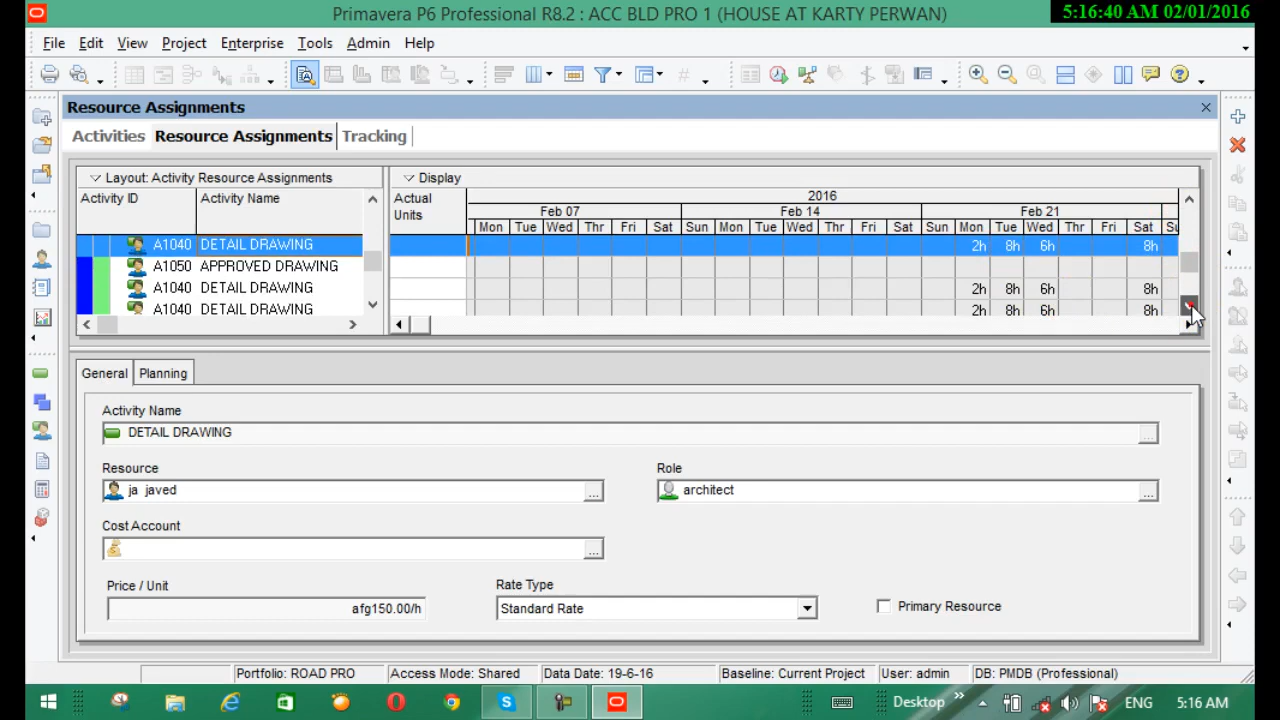 Primavera P6 Professional R8.2 : ACC BLD PRO 1 (HOUSE AT KARTY PERWAN)
5:16:40 AM 02/01/2016
File Edit View Project Enterprise Tools Admin Help
Resource Assignments
Activities Resource Assignments Tracking
Layout: Activity Resource Assignments
Display
Activity ID Activity Name
Actual Units
2016
Feb 07 Feb 14 Feb 21
Mon Tue Wed Thr Fri Sat Sun Mon Tue Wed Thr Fri Sat Sun Mon Tue Wed Thr Fri Sat
A1040 DETAIL DRAWING 2h 8h 6h 8h
A1050 APPROVED DRAWING
A1040 DETAIL DRAWING 2h 8h 6h 8h
A1040 DETAIL DRAWING 2h 8h 6h 8h
General Planning
Activity Name
DETAIL DRAWING
Resource Role
ja javed architect
Cost Account
Price / Unit Rate Type
afg150.00/h Standard Rate Primary Resource
Portfolio: ROAD PRO Access Mode: Shared Data Date: 19-6-16 Baseline: Current Project User: admin DB: PMDB (Professional)
Desktop ENG 5:16 AM